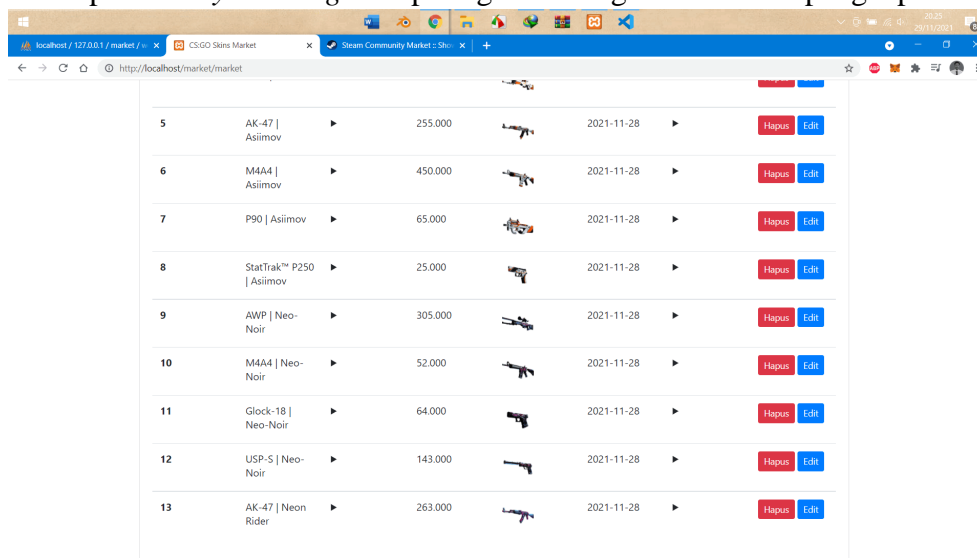 20:25
29/11/2021
localhost / 127.0.0.1 / market /
CS:GO Skins Market
Steam Community Market :: Sho
http://localhost/market/market
Hapus Edit
5 AK-47 | Asiimov 255.000 2021-11-28 Hapus Edit
6 M4A4 | Asiimov 450.000 2021-11-28 Hapus Edit
7 P90 | Asiimov 65.000 2021-11-28 Hapus Edit
8 StatTrak™ P250 | Asiimov 25.000 2021-11-28 Hapus Edit
9 AWP | Neo-Noir 305.000 2021-11-28 Hapus Edit
10 M4A4 | Neo-Noir 52.000 2021-11-28 Hapus Edit
11 Glock-18 | Neo-Noir 64.000 2021-11-28 Hapus Edit
12 USP-S | Neo-Noir 143.000 2021-11-28 Hapus Edit
13 AK-47 | Neon Rider 263.000 2021-11-28 Hapus Edit